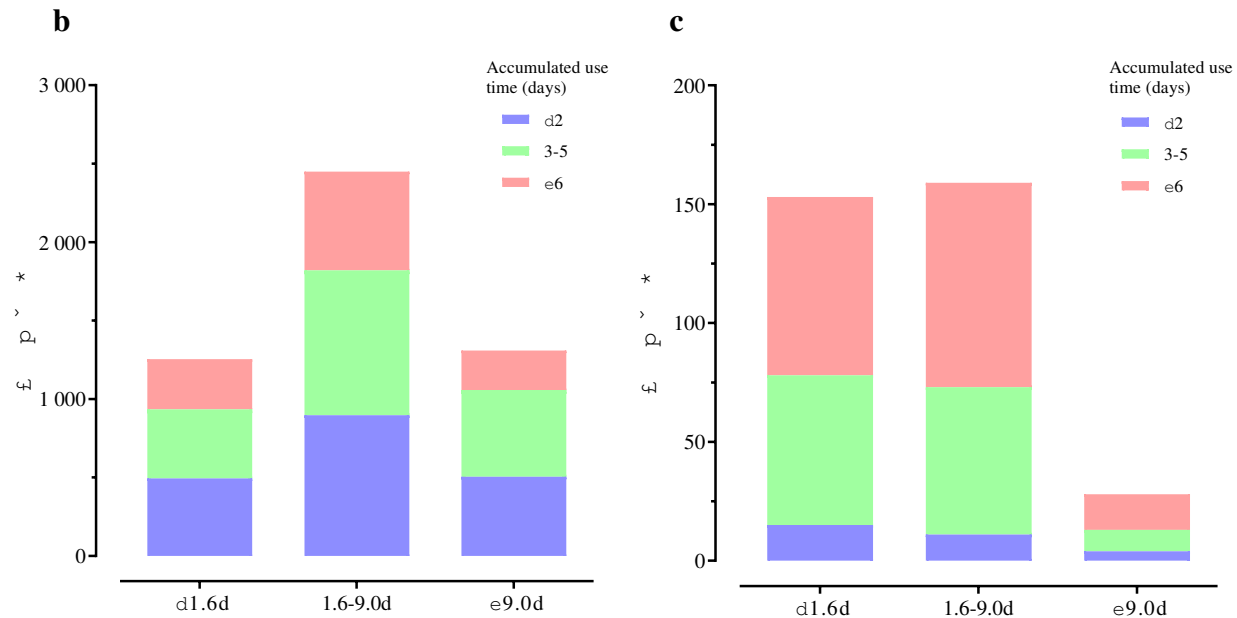 b
Accumulated use
time (days)
d2
3-5
e6
3 000
2 000
1 000
0
£ p ˇ *
d1.6d
1.6-9.0d
e9.0d
c
Accumulated use
time (days)
d2
3-5
e6
200
150
100
50
0
£ p ˇ *
d1.6d
1.6-9.0d
e9.0d